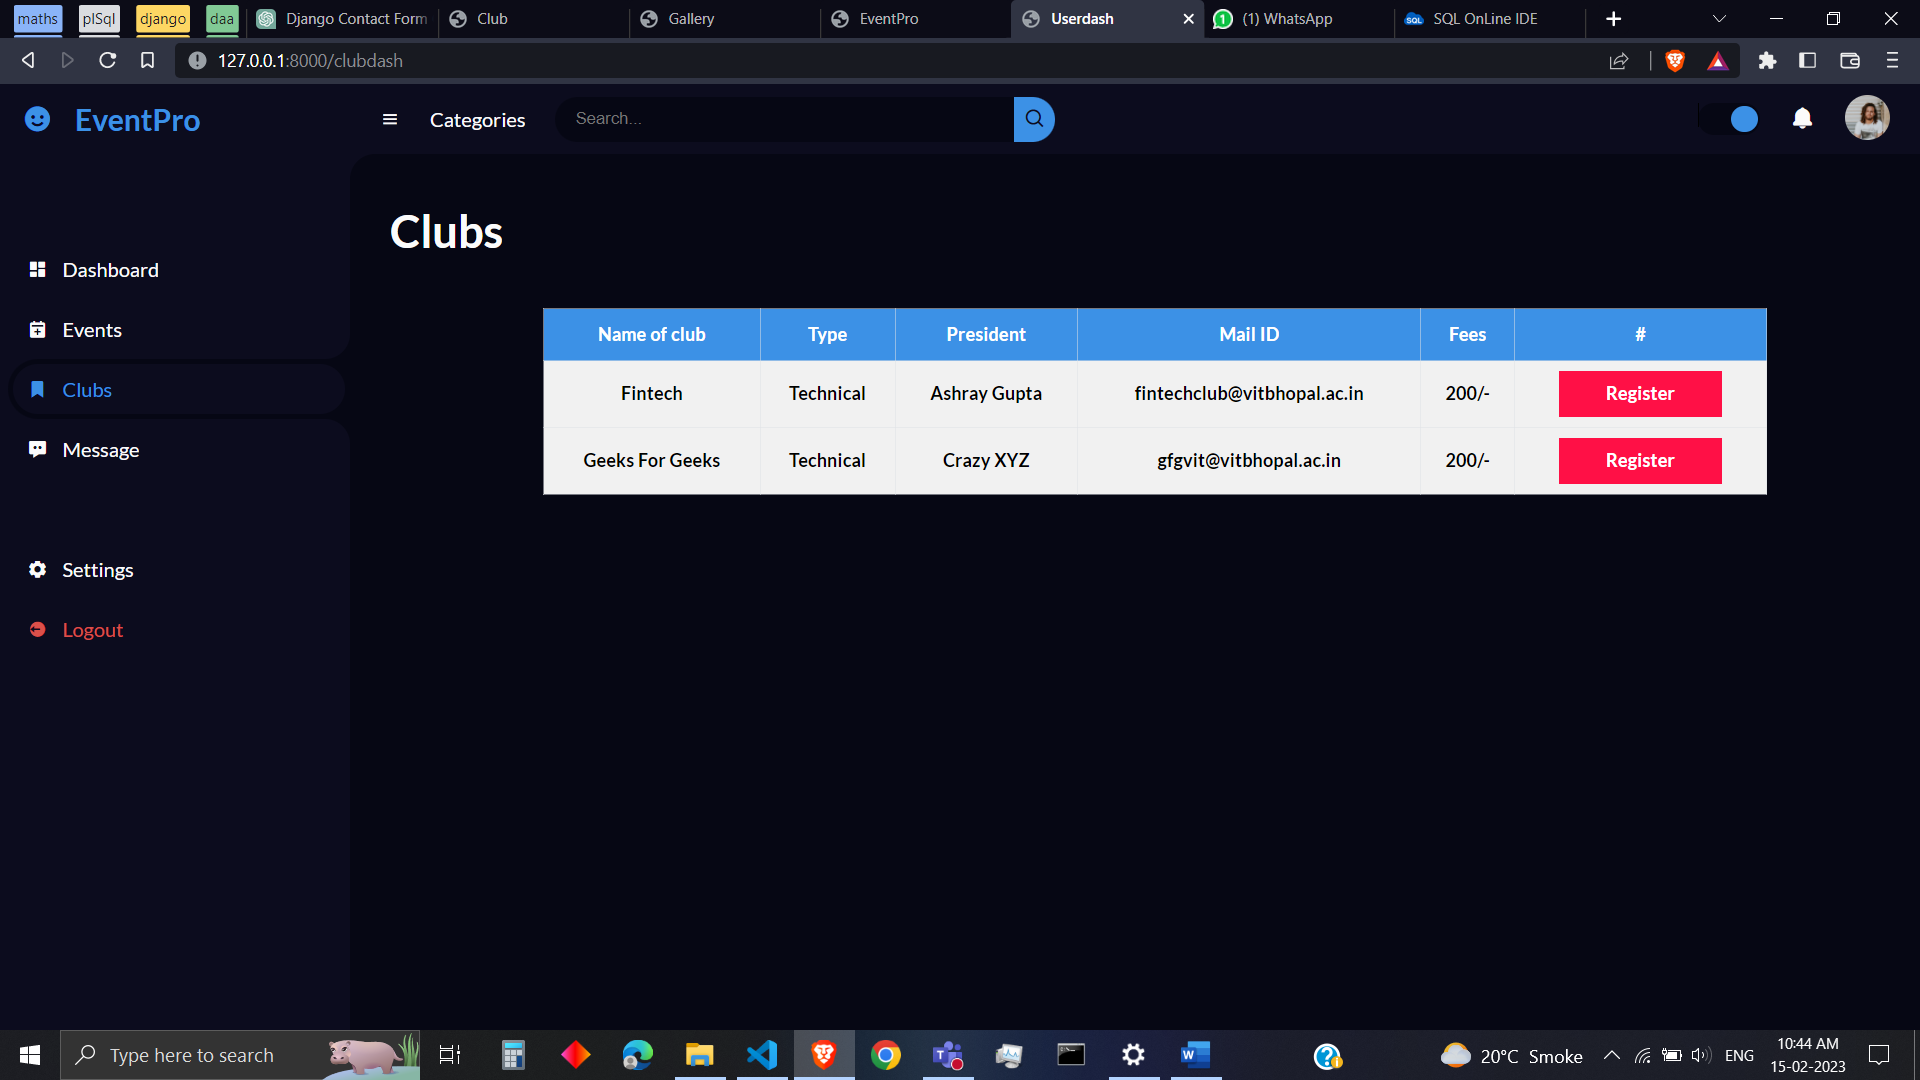 maths plSql django daa Django Contact Form Club Gallery EventPro Userdash (1) WhatsApp SQL OnLine IDE
127.0.0.1:8000/clubdash
EventPro Categories Search...
Clubs
Dashboard
Events
Clubs
Message
Settings
Logout
Name of club Type President Mail ID Fees #
Fintech Technical Ashray Gupta fintechclub@vitbhopal.ac.in 200/- Register
Geeks For Geeks Technical Crazy XYZ gfgvit@vitbhopal.ac.in 200/- Register
Type here to search 20°C Smoke ENG 10:44 AM
15-02-2023